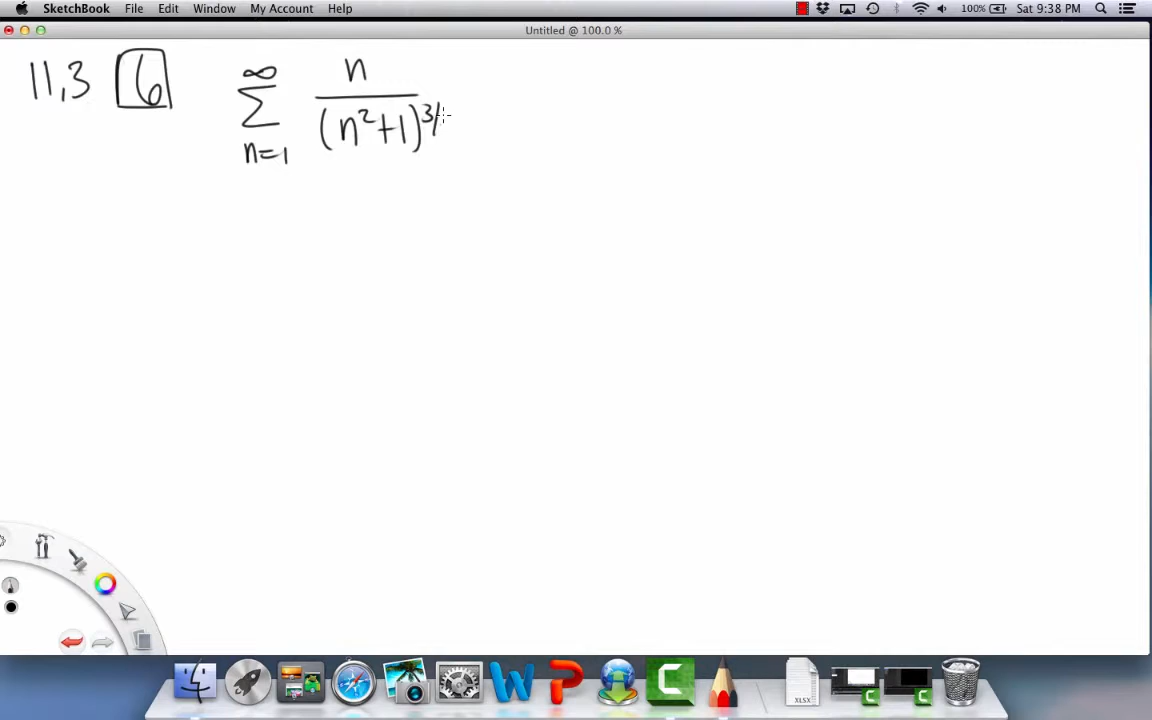 SketchBook File Edit Window My Account Help 100% Sat 9:38 PM
Untitled @ 100.0 %
11,3 6 ∞ n
∑ (n²+1)^3/
n=1
XLSX